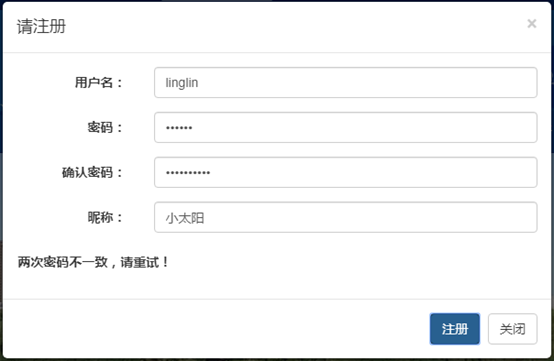 请注册 ×
用户名： linglin
密码： ••••••
确认密码： ••••••••••
昵称： 小太阳
两次密码不一致，请重试！
注册 关闭